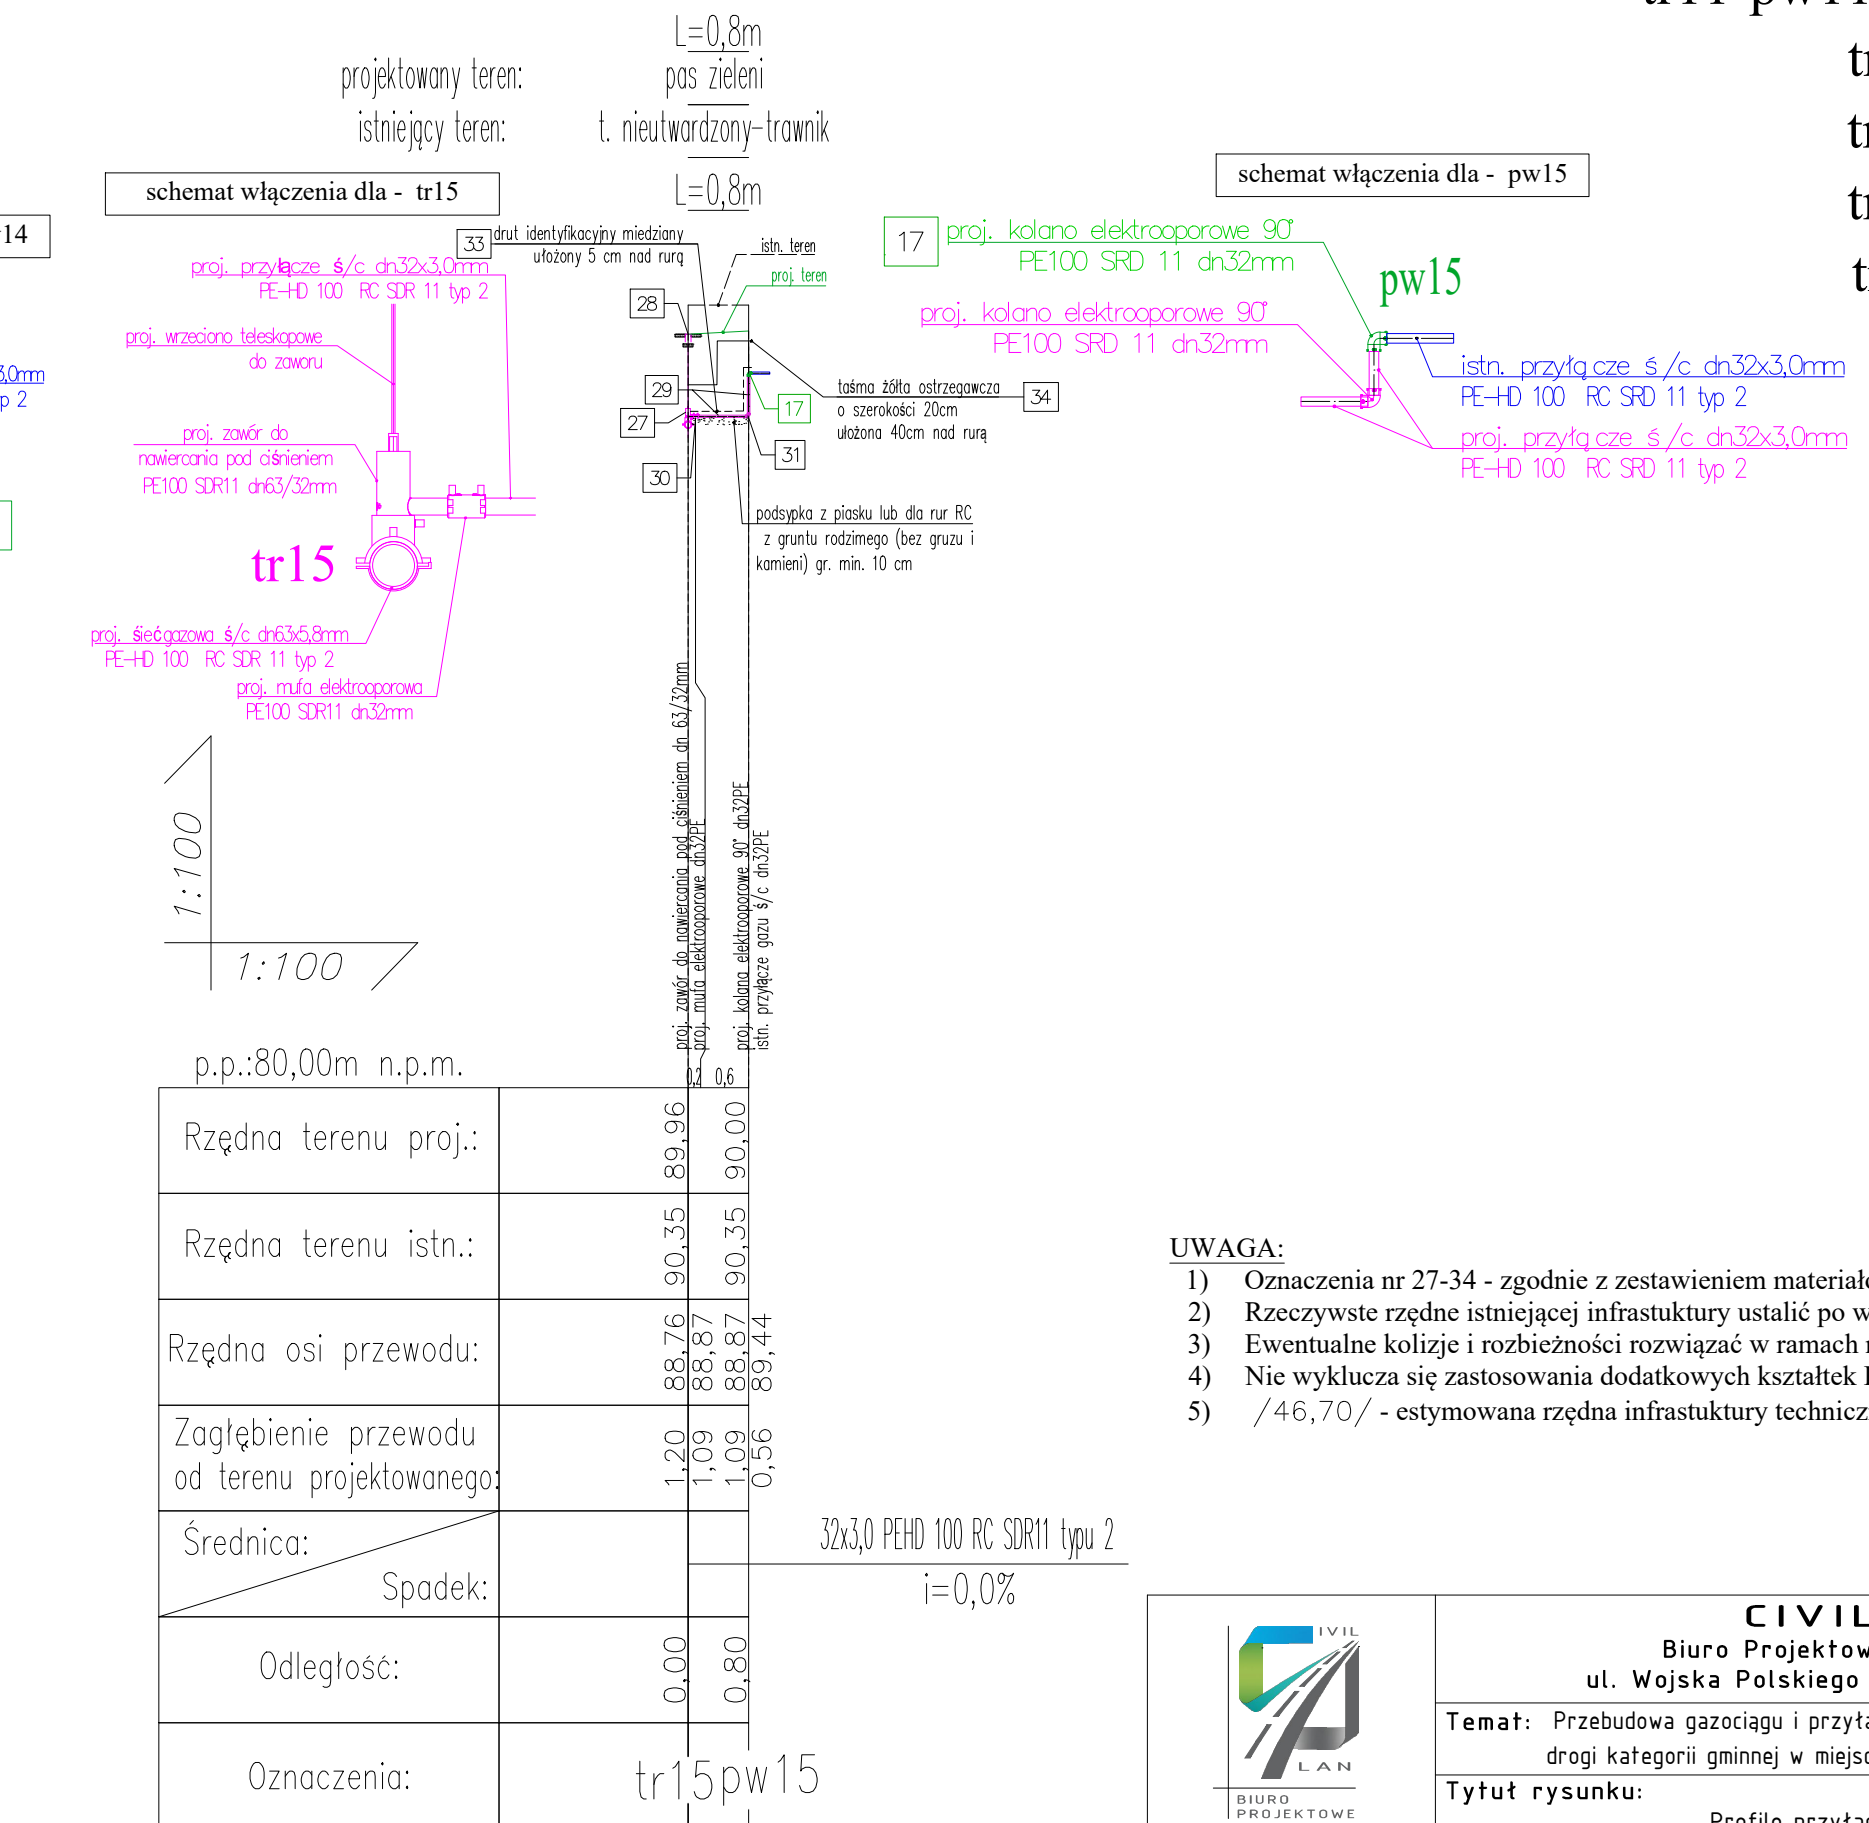 L=0,8m
projektowany teren: pas zieleni
istniejący teren: t. nieutwardzony-trawnik
L=0,8m
schemat włączenia dla - tr15
schemat włączenia dla - pw15
14
33 drut identyfikacyjny miedziany
ułożony 5 cm nad rurą
istn. teren
proj. teren
28
29
27
30
17
31
taśma żółta ostrzegawcza
o szerokości 20cm
ułożona 40cm nad rurą
34
podsypka z piasku lub dla rur RC
z gruntu rodzimego (bez gruzu i
kamieni) gr. min. 10 cm
proj. przyłącze ś/c dn32x3,0mm
PE-HD 100 RC SDR 11 typ 2
proj. wrzeciono teleskopowe
do zaworu
proj. zawór do
nawiercania pod ciśnieniem
PE100 SDR11 dn63/32mm
tr15
proj. sieć gazowa ś/c dn63x5,8mm
PE-HD 100 RC SDR 11 typ 2
proj. mufa elektrooporowa
PE100 SDR11 dn32mm
17 proj. kolano elektrooporowe 90°
PE100 SRD 11 dn32mm
pw15
proj. kolano elektrooporowe 90°
PE100 SRD 11 dn32mm
istn. przyłącze ś/c dn32x3,0mm
PE-HD 100 RC SRD 11 typ 2
proj. przyłącze ś/c dn32x3,0mm
PE-HD 100 RC SRD 11 typ 2
1:100
1:100
proj. zawór do nawiercania pod ciśnieniem dn 63/32mm
proj. mufa elektrooporowe dn32PE
proj. kolana elektrooporowe 90° dn32PE
istn. przyłącze gazu ś/c dn32PE
p.p.:80,00m n.p.m.
0,2 0,6
Rzędna terenu proj.: 89,96 90,00
Rzędna terenu istn.: 90,35 90,35
Rzędna osi przewodu: 88,76 88,87 88,87 89,44
Zagłębienie przewodu
od terenu projektowanego: 1,20 1,09 1,09 0,56
Średnica: 32x3,0 PEHD 100 RC SDR11 typu 2
Spadek: i=0,0%
Odległość: 0,00 0,80
Oznaczenia: tr15 pw15
UWAGA:
1) Oznaczenia nr 27-34 - zgodnie z zestawieniem
2) Rzeczywste rzędne istniejącej infrastuktury ustalić po
3) Ewentualne kolizje i rozbieżności rozwiązać w ramach
4) Nie wyklucza się zastosowania dodatkowych kształtek
5) /46,70/ - estymowana rzędna infrastuktury
IVIL
LAN
BIURO
PROJEKTOWE
CIVIL
Biuro
ul. Wojska Polskiego
Temat: Przebudowa gazociągu i
drogi kategorii gminnej w
Tytuł rysunku: